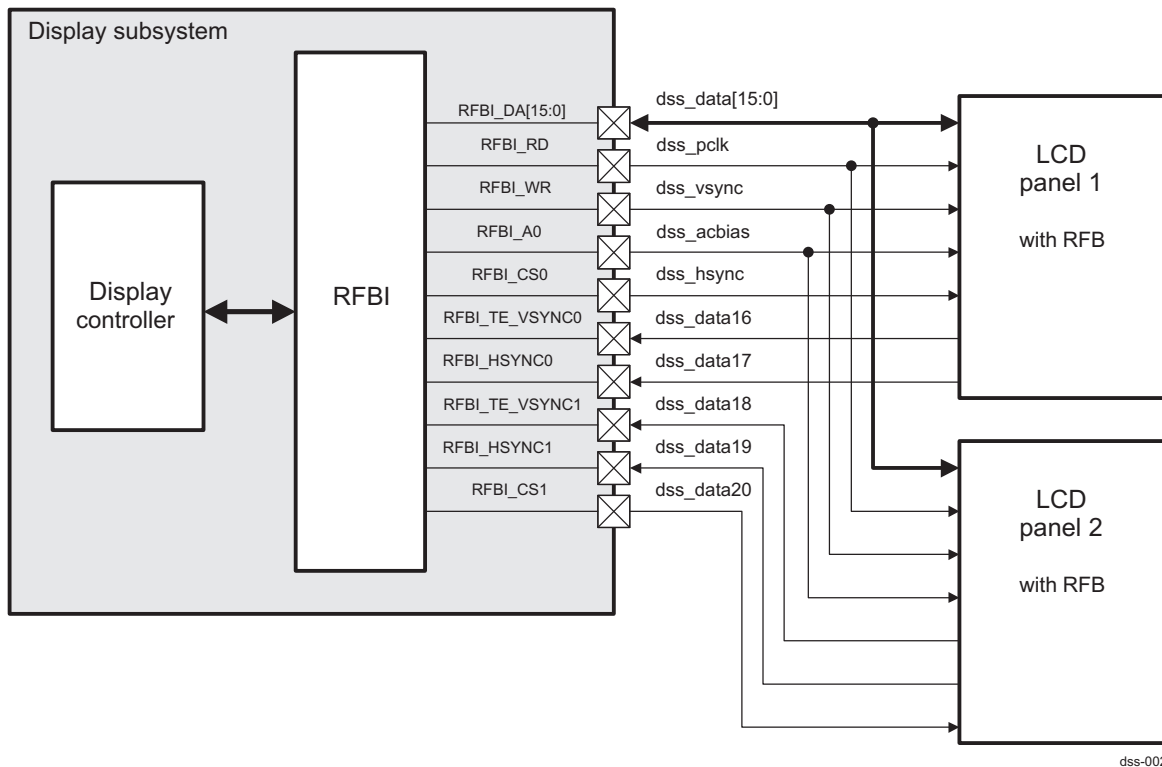 Display subsystem
Display
controller
RFBI
RFBI_DA[15:0]
RFBI_RD
RFBI_WR
RFBI_A0
RFBI_CS0
RFBI_TE_VSYNC0
RFBI_HSYNC0
RFBI_TE_VSYNC1
RFBI_HSYNC1
RFBI_CS1
dss_data[15:0]
dss_pclk
dss_vsync
dss_acbias
dss_hsync
dss_data16
dss_data17
dss_data18
dss_data19
dss_data20
LCD
panel 1
with RFB
LCD
panel 2
with RFB
dss-002